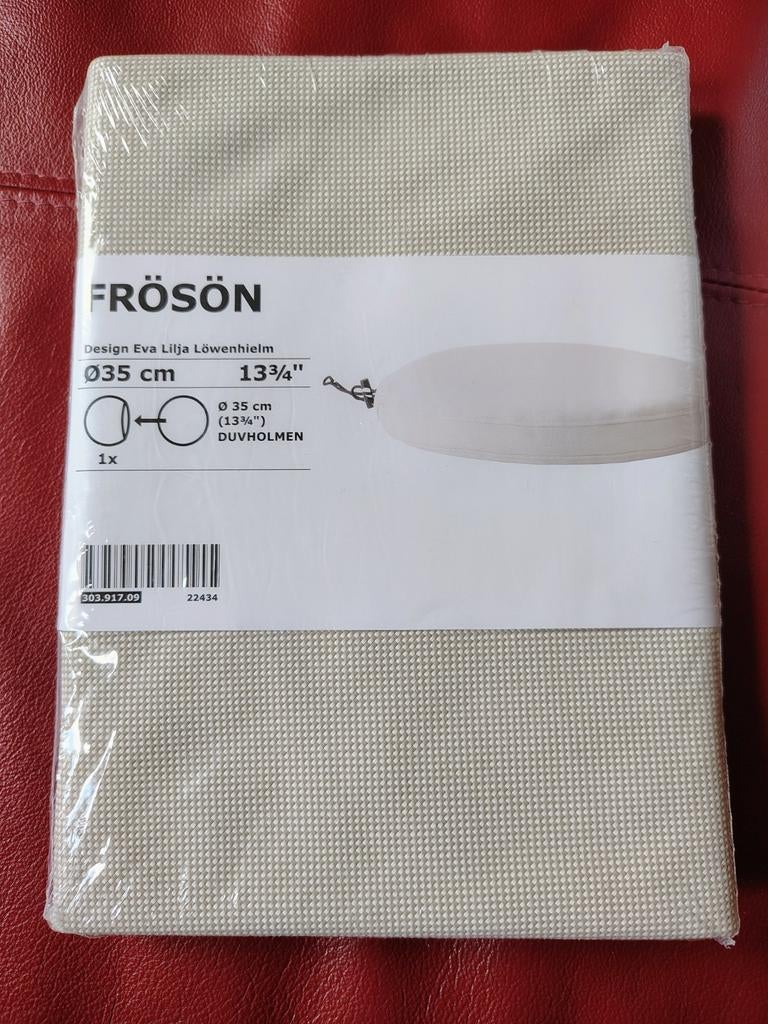 FRÖSÖN
Design Eva Lilja Löwenhielm
Ø35 cm 13¾"
Ø 35 cm
(13¾")
DUVHOLMEN
1x
303.917.09 22434